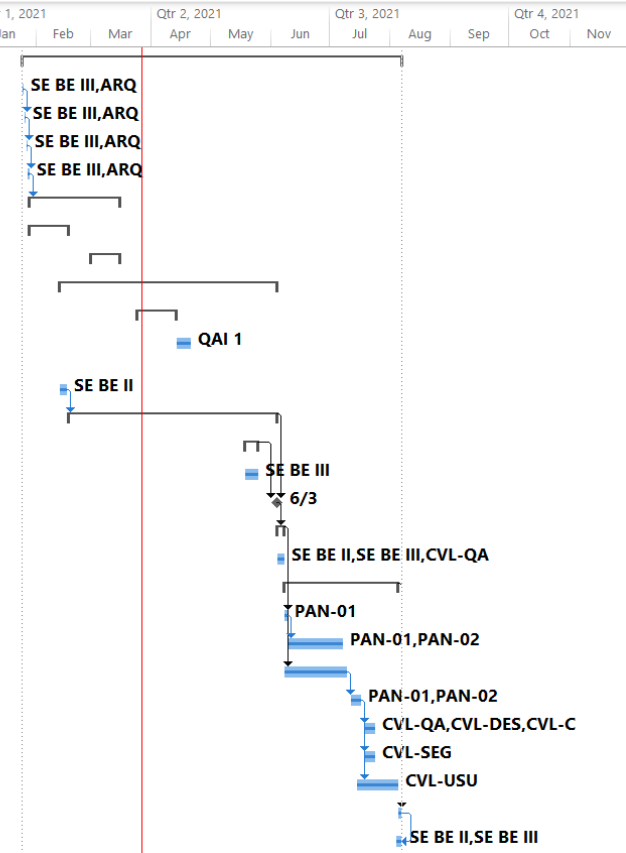 1, 2021 Qtr 2, 2021 Qtr 3, 2021 Qtr 4, 2021
Jan Feb Mar Apr May Jun Jul Aug Sep Oct Nov
SE BE III,ARQ
SE BE III,ARQ
SE BE III,ARQ
SE BE III,ARQ
QAI 1
SE BE II
SE BE III
6/3
SE BE II,SE BE III,CVL-QA
PAN-01
PAN-01,PAN-02
PAN-01,PAN-02
CVL-QA,CVL-DES,CVL-C
CVL-SEG
CVL-USU
SE BE II,SE BE III